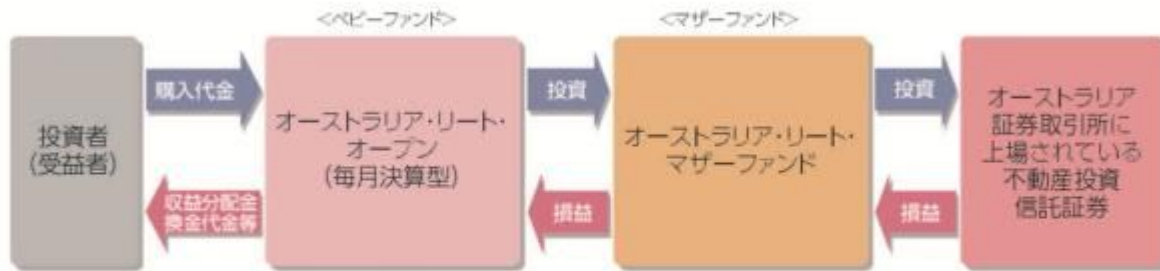 <ベビーファンド>
<マザーファンド>
投資者
(受益者)
購入代金
収益分配金
換金代金等
オーストラリア・リート・
オープン
(毎月決算型)
投資
損益
オーストラリア・リート・
マザーファンド
投資
損益
オーストラリア
証券取引所に
上場されている
不動産投資
信託証券